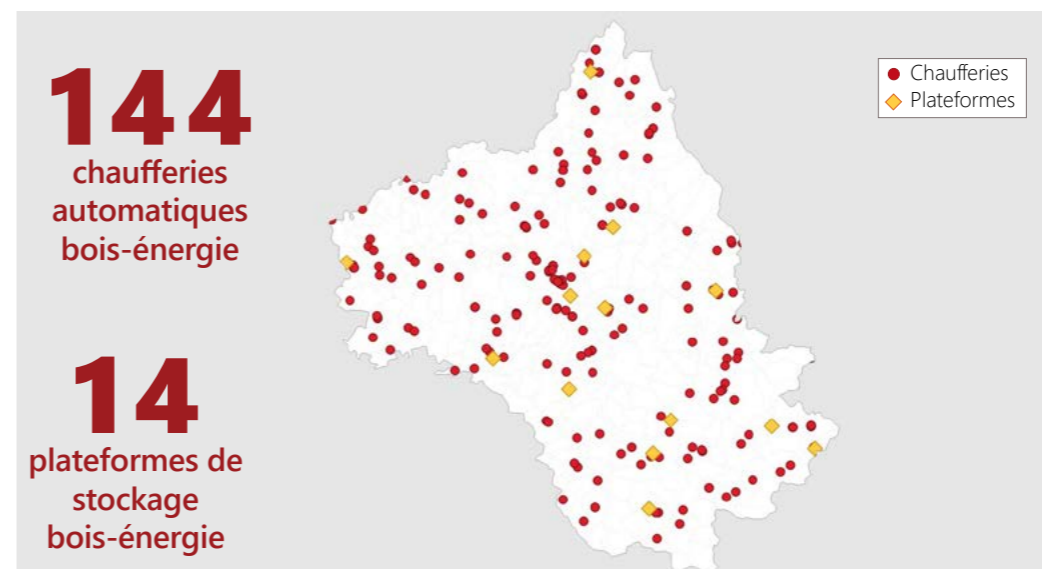 144
chaufferies
automatiques
bois-énergie
14
plateformes de
stockage
bois-énergie
Chaufferies
Plateformes